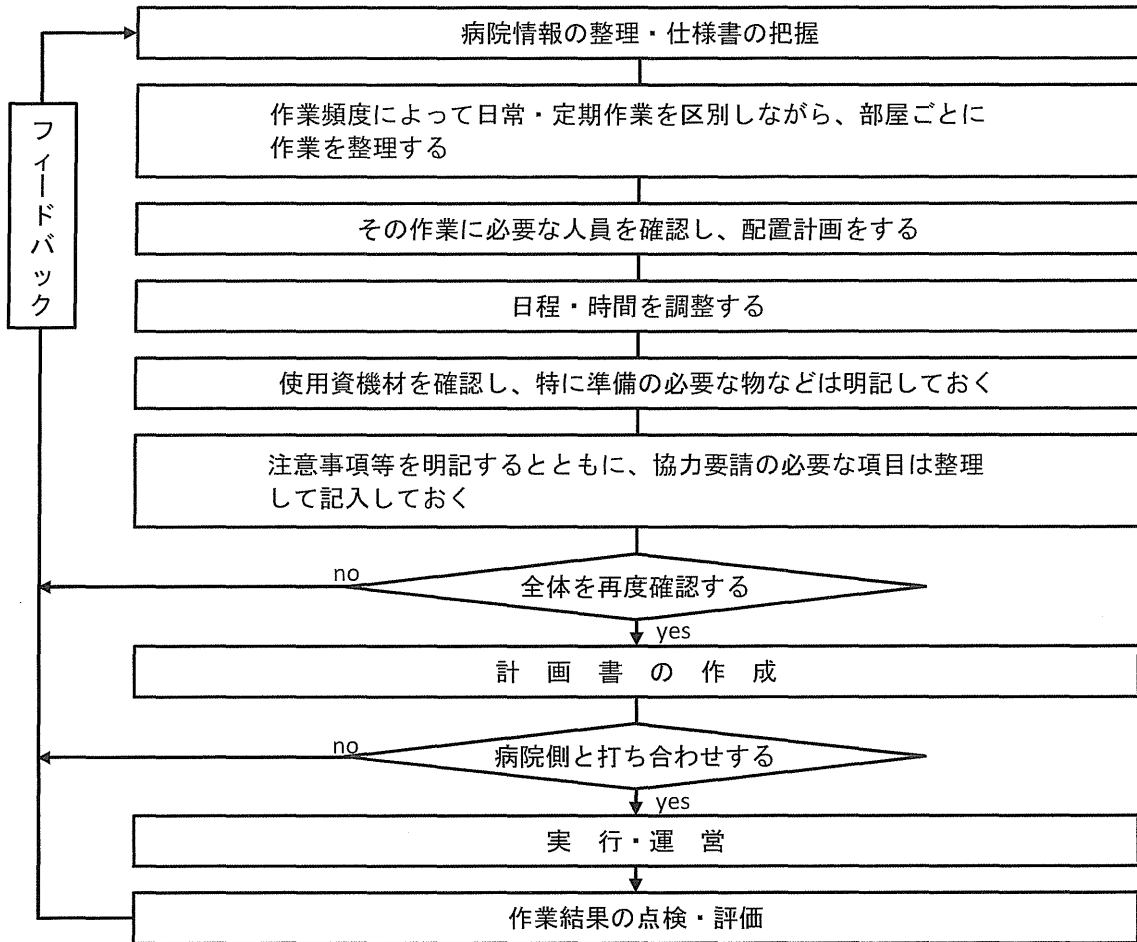 病院情報の整理・仕様書の把握
作業頻度によって日常・定期作業を区別しながら、部屋ごとに
作業を整理する
フィードバック
その作業に必要な人員を確認し、配置計画をする
日程・時間を調整する
使用資機材を確認し、特に準備の必要な物などは明記しておく
注意事項等を明記するとともに、協力要請の必要な項目は整理
して記入しておく
no
全体を再度確認する
yes
計画書の作成
no
病院側と打ち合わせする
yes
実行・運営
作業結果の点検・評価